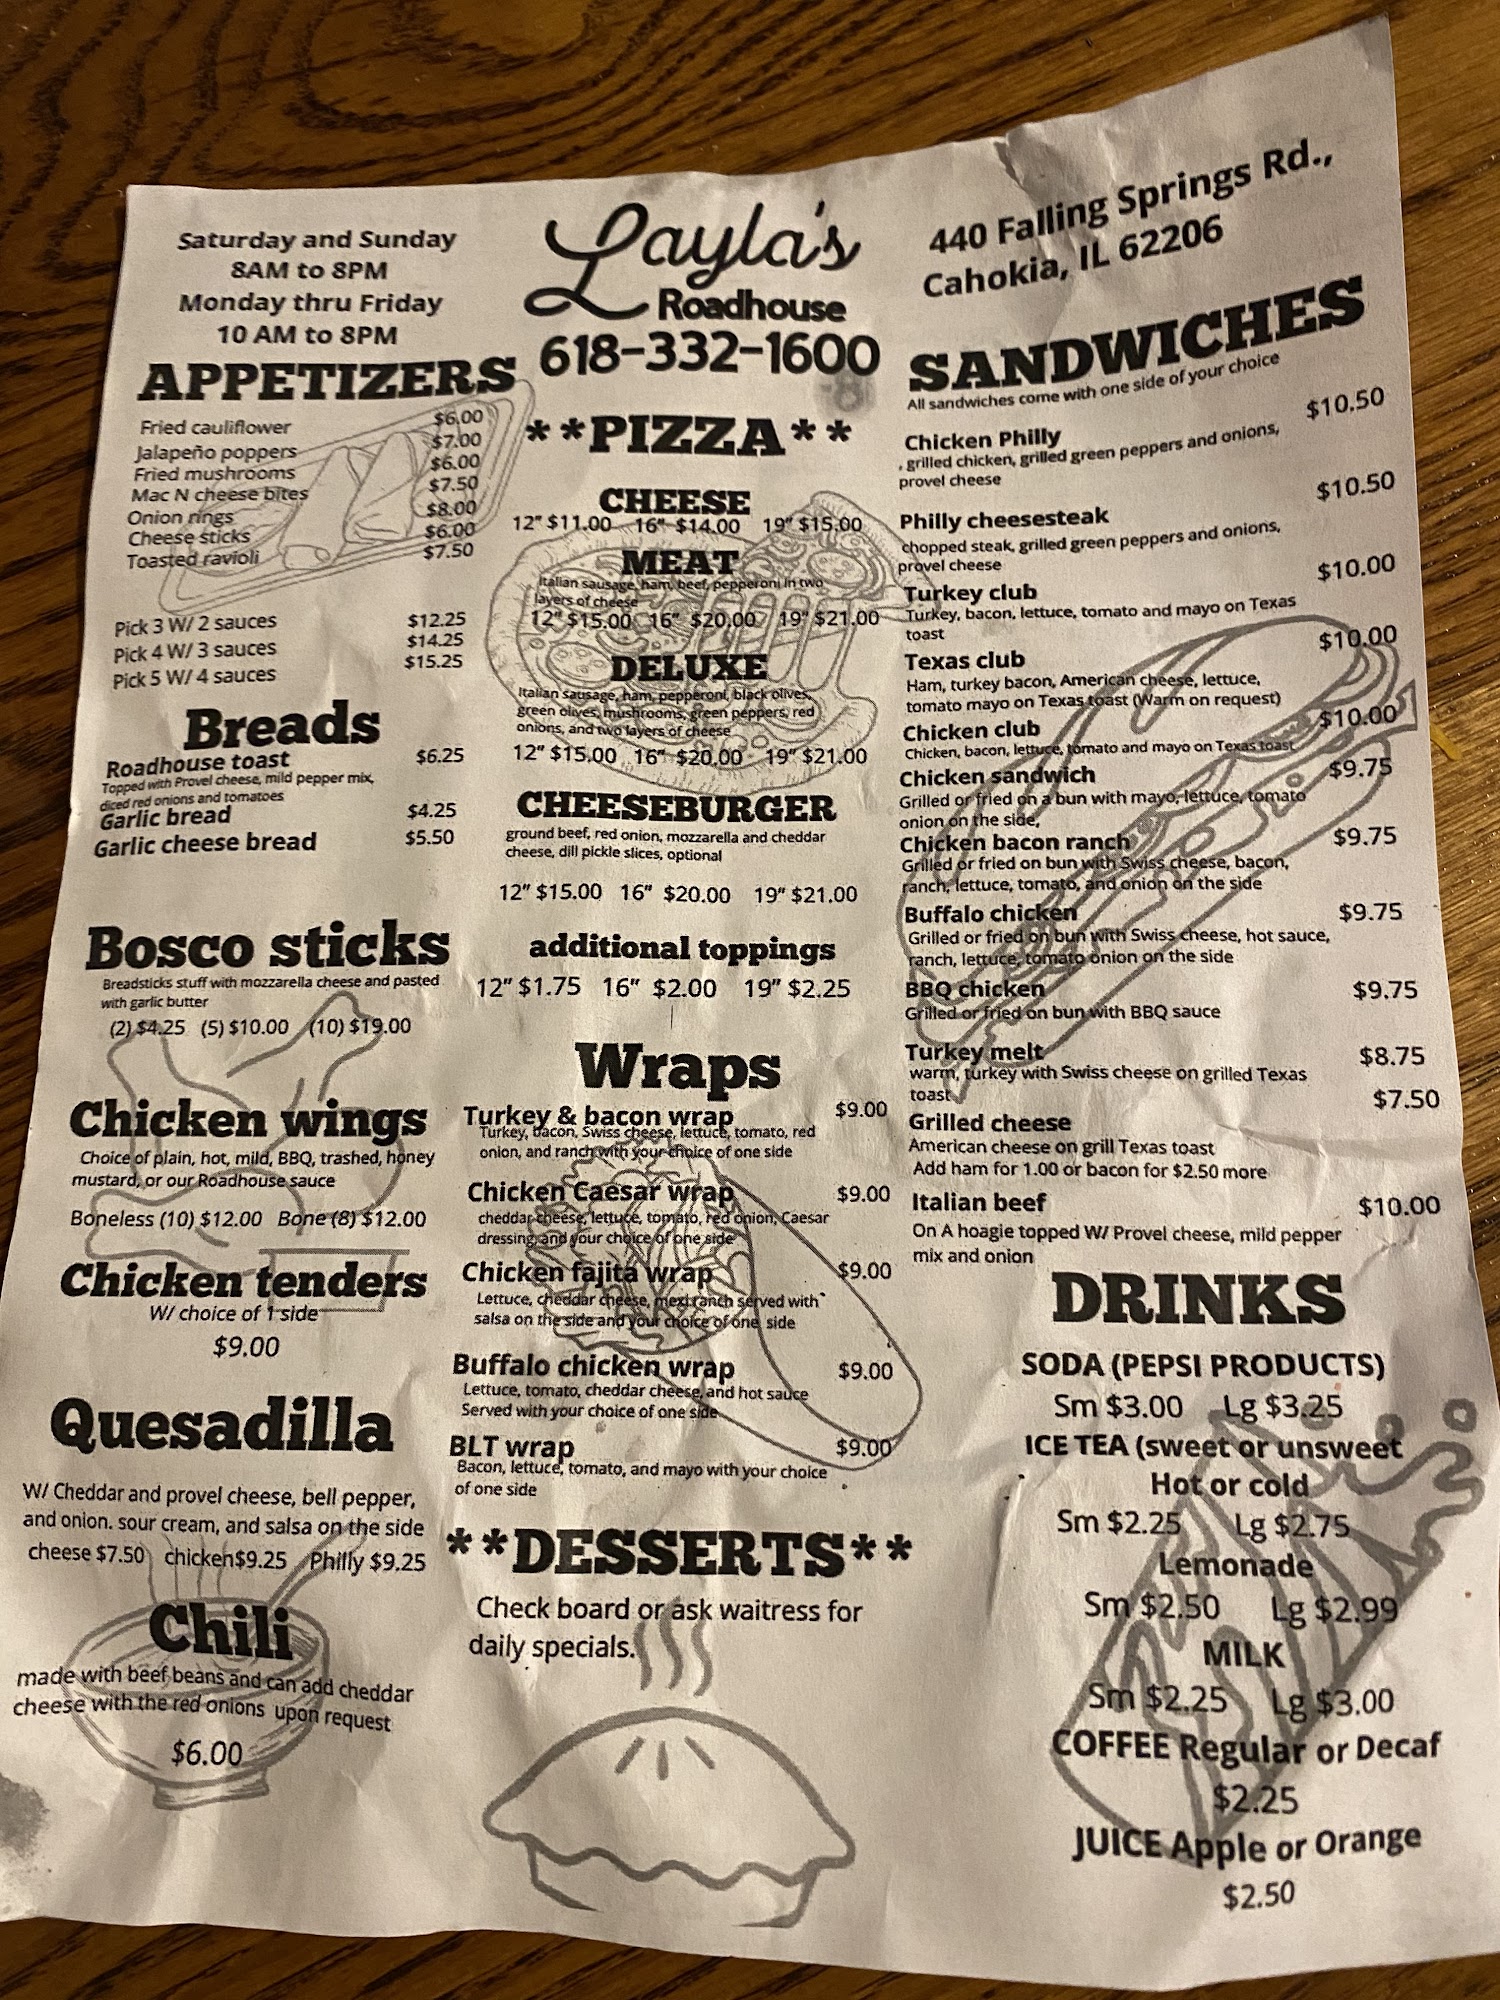 Saturday and Sunday
8AM to 8PM
Monday thru Friday
10 AM to 8PM
Layla's
Roadhouse
618-332-1600
440 Falling Springs Rd.,
Cahokia, IL 62206
APPETIZERS
Fried cauliflower $6.00
Jalapeño poppers $7.00
Fried mushrooms $6.00
Mac N cheese bites $7.50
Onion rings $8.00
Cheese sticks $6.00
Toasted ravioli $7.50
Pick 3 W/ 2 sauces $12.25
Pick 4 W/ 3 sauces $14.25
Pick 5 W/ 4 sauces $15.25
Breads
Roadhouse toast $6.25
Topped with Provel cheese, mild pepper mix,
diced red onions and tomatoes
Garlic bread $4.25
Garlic cheese bread $5.50
Bosco sticks
Breadsticks stuff with mozzarella cheese and pasted
with garlic butter
(2) $4.25 (5) $10.00 (10) $19.00
Chicken wings
Choice of plain, hot, mild, BBQ, trashed, honey
mustard, or our Roadhouse sauce
Boneless (10) $12.00 Bone (8) $12.00
Chicken tenders
W/ choice of 1 side
$9.00
Quesadilla
W/ Cheddar and provel cheese, bell pepper,
and onion. sour cream, and salsa on the side
cheese $7.50 chicken$9.25 Philly $9.25
Chili
made with beef beans and can add cheddar
cheese with the red onions upon request
$6.00
**PIZZA**
CHEESE
12" $11.00 16" $14.00 19" $15.00
MEAT
Italian sausage, ham, beef, pepperoni in two
layers of cheese
12" $15.00 16" $20.00 19" $21.00
DELUXE
Italian sausage, ham, pepperoni, black olives,
green olives, mushrooms, green peppers, red
onions, and two layers of cheese
12" $15.00 16" $20.00 19" $21.00
CHEESEBURGER
ground beef, red onion, mozzarella and cheddar
cheese, dill pickle slices, optional
12" $15.00 16" $20.00 19" $21.00
additional toppings
12" $1.75 16" $2.00 19" $2.25
Wraps
Turkey & bacon wrap $9.00
Turkey, bacon, Swiss cheese, lettuce, tomato, red
onion, and ranch with your choice of one side
Chicken Caesar wrap $9.00
cheddar cheese, lettuce, tomato, red onion, Caesar
dressing and your choice of one side
Chicken fajita wrap $9.00
Lettuce, cheddar cheese, mexi ranch served with
salsa on the side and your choice of one side
Buffalo chicken wrap $9.00
Lettuce, tomato, cheddar cheese, and hot sauce
Served with your choice of one side
BLT wrap $9.00
Bacon, lettuce, tomato, and mayo with your choice
of one side
**DESSERTS**
Check board or ask waitress for
daily specials.
SANDWICHES
All sandwiches come with one side of your choice
Chicken Philly $10.50
, grilled chicken, grilled green peppers and onions,
provel cheese
Philly cheesesteak $10.50
chopped steak, grilled green peppers and onions,
provel cheese
Turkey club $10.00
Turkey, bacon, lettuce, tomato and mayo on Texas
toast
Texas club $10.00
Ham, turkey bacon, American cheese, lettuce,
tomato mayo on Texas toast (Warm on request)
Chicken club $10.00
Chicken, bacon, lettuce, tomato and mayo on Texas toast
Chicken sandwich $9.75
Grilled or fried on a bun with mayo, lettuce, tomato
onion on the side,
Chicken bacon ranch $9.75
Grilled or fried on bun with Swiss cheese, bacon,
ranch, lettuce, tomato, and onion on the side
Buffalo chicken $9.75
Grilled or fried on bun with Swiss cheese, hot sauce,
ranch, lettuce, tomato onion on the side
BBQ chicken $9.75
Grilled or fried on bun with BBQ sauce
Turkey melt $8.75
warm, turkey with Swiss cheese on grilled Texas
toast
Grilled cheese $7.50
American cheese on grill Texas toast
Add ham for 1.00 or bacon for $2.50 more
Italian beef $10.00
On A hoagie topped W/ Provel cheese, mild pepper
mix and onion
DRINKS
SODA (PEPSI PRODUCTS)
Sm $3.00 Lg $3.25
ICE TEA (sweet or unsweet
Hot or cold
Sm $2.25 Lg $2.75
Lemonade
Sm $2.50 Lg $2.99
MILK
Sm $2.25 Lg $3.00
COFFEE Regular or Decaf
$2.25
JUICE Apple or Orange
$2.50